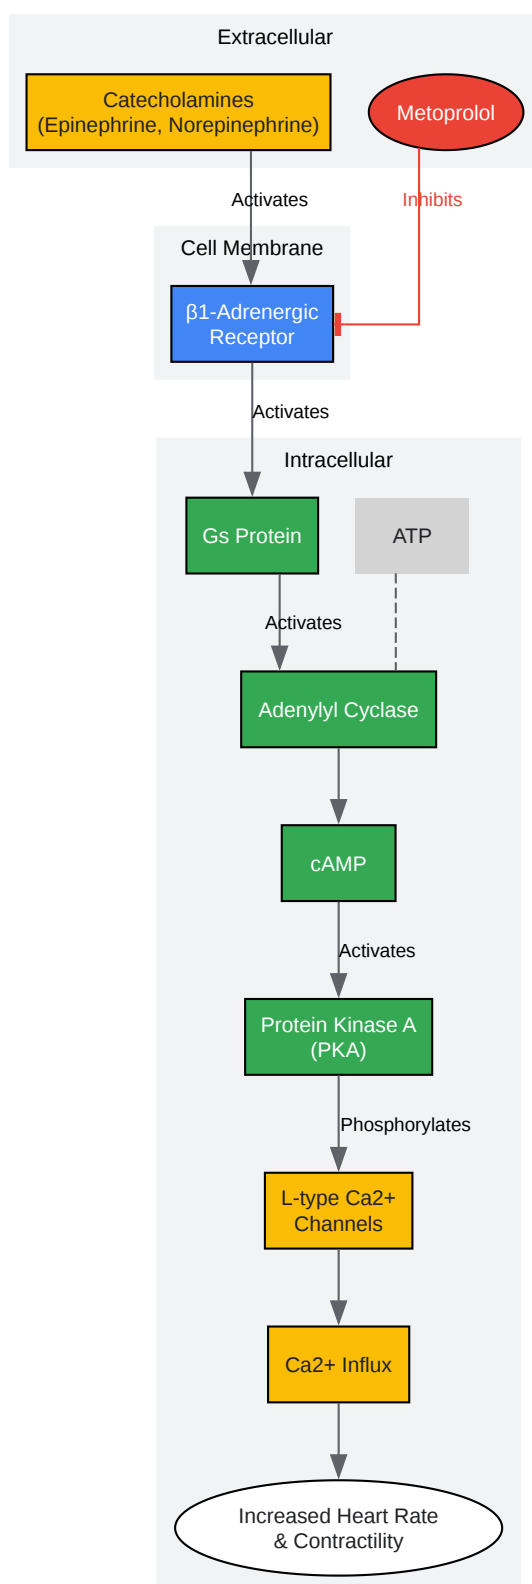 Extracellular
Catecholamines
(Epinephrine, Norepinephrine)
Metoprolol
Activates
Inhibits
Cell Membrane
β1-Adrenergic
Receptor
Activates
Intracellular
Gs Protein
ATP
Activates
Adenylyl Cyclase
cAMP
Activates
Protein Kinase A
(PKA)
Phosphorylates
L-type Ca2+
Channels
Ca2+ Influx
Increased Heart Rate
& Contractility